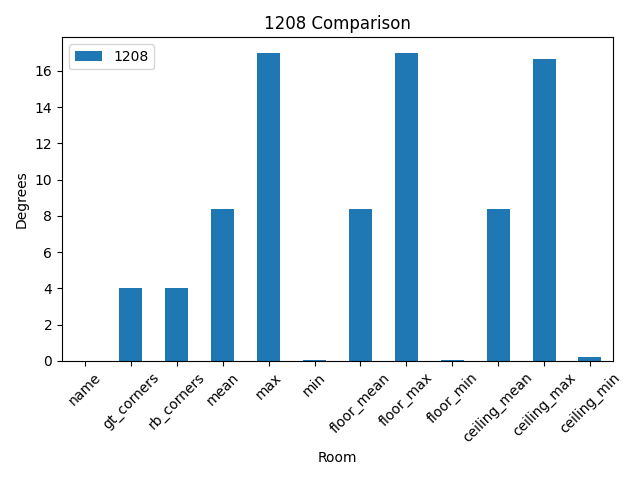 1208 Comparison
1208
Degrees
16
14
12
10
8
6
4
2
0
name
gt_corners
rb_corners
mean
max
min
floor_mean
floor_max
floor_min
ceiling_mean
ceiling_max
ceiling_min
Room